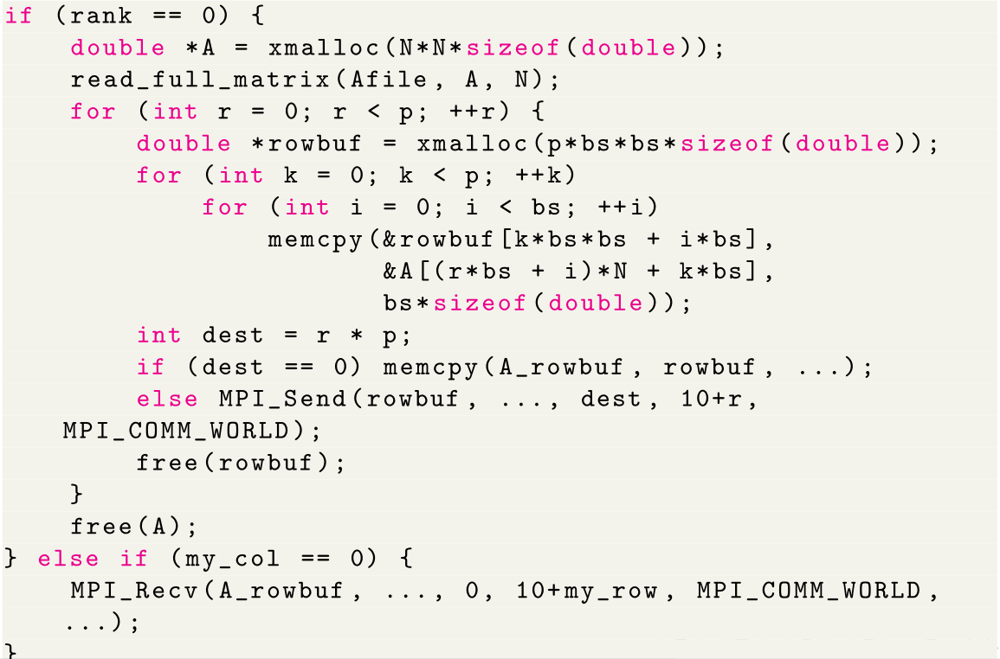 if (rank == 0) {
    double *A = xmalloc(N*N*sizeof(double));
    read_full_matrix(Afile, A, N);
    for (int r = 0; r < p; ++r) {
        double *rowbuf = xmalloc(p*bs*bs*sizeof(double));
        for (int k = 0; k < p; ++k)
            for (int i = 0; i < bs; ++i)
                memcpy(&rowbuf[k*bs*bs + i*bs],
                       &A[(r*bs + i)*N + k*bs],
                       bs*sizeof(double));
        int dest = r * p;
        if (dest == 0) memcpy(A_rowbuf, rowbuf, ...);
        else MPI_Send(rowbuf, ..., dest, 10+r,
    MPI_COMM_WORLD);
        free(rowbuf);
    }
    free(A);
} else if (my_col == 0) {
    MPI_Recv(A_rowbuf, ..., 0, 10+my_row, MPI_COMM_WORLD,
    ...);
}